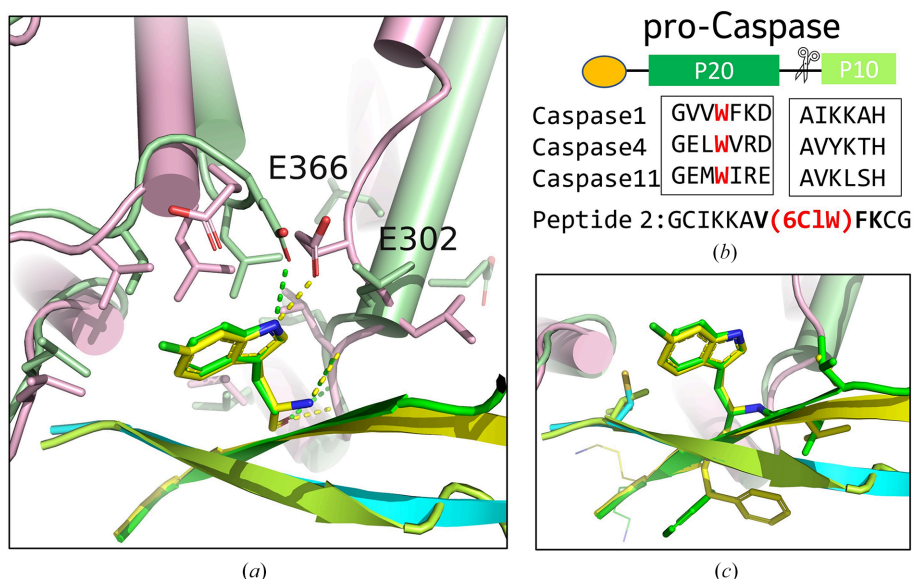 E366
E302
(a)
pro-Caspase
P20
P10
Caspase1 GVVWFKD AIKKAH
Caspase4 GELWVRD AVYKTH
Caspase11 GEMWIRE AVKLSH
Peptide 2:GCIKKAV(6ClW)FKCG
(b)
(c)